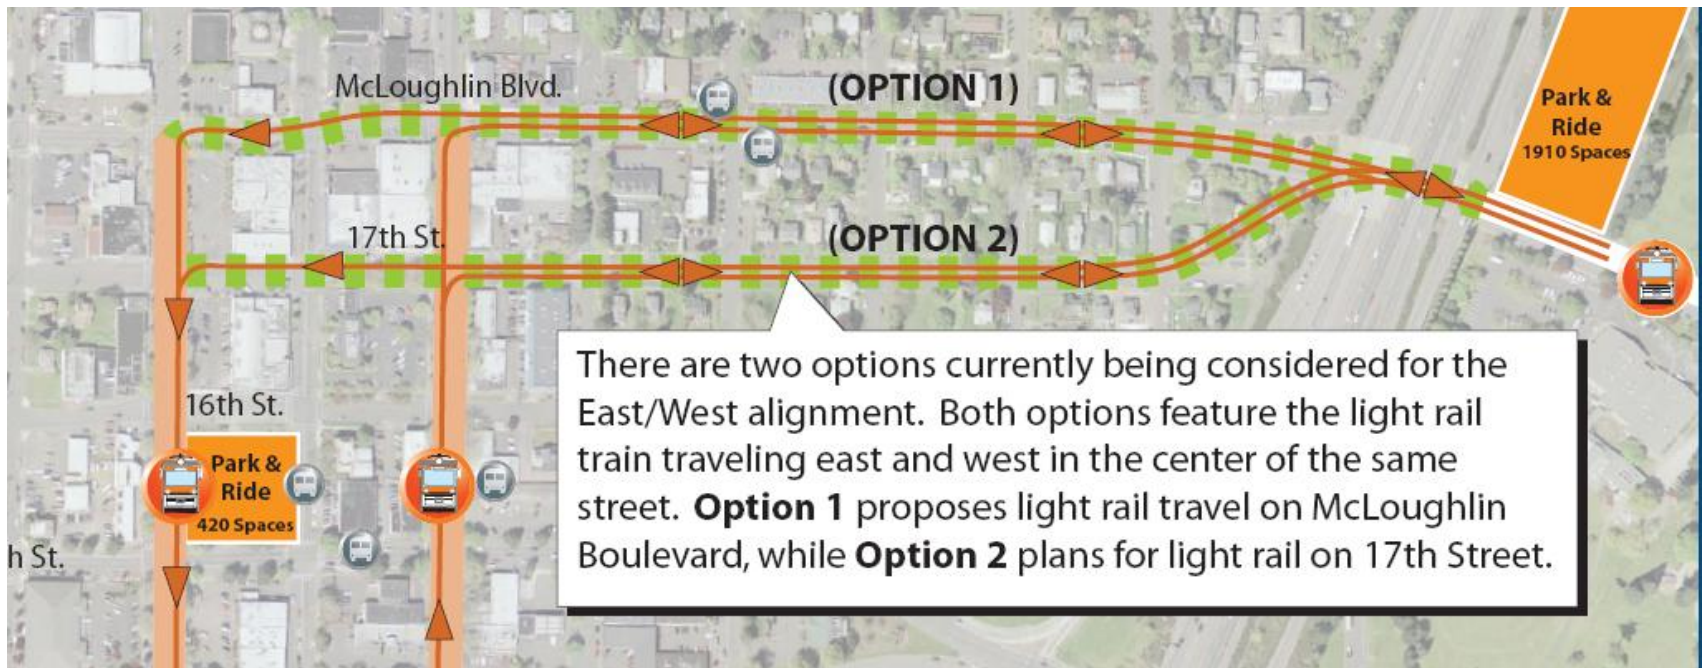 McLoughlin Blvd.
(OPTION 1)
Park &
Ride
1910 Spaces
17th St.
(OPTION 2)
There are two options currently being considered for the
East/West alignment. Both options feature the light rail
train traveling east and west in the center of the same
street. Option 1 proposes light rail travel on McLoughlin
Boulevard, while Option 2 plans for light rail on 17th Street.
16th St.
Park &
Ride
420 Spaces
h St.